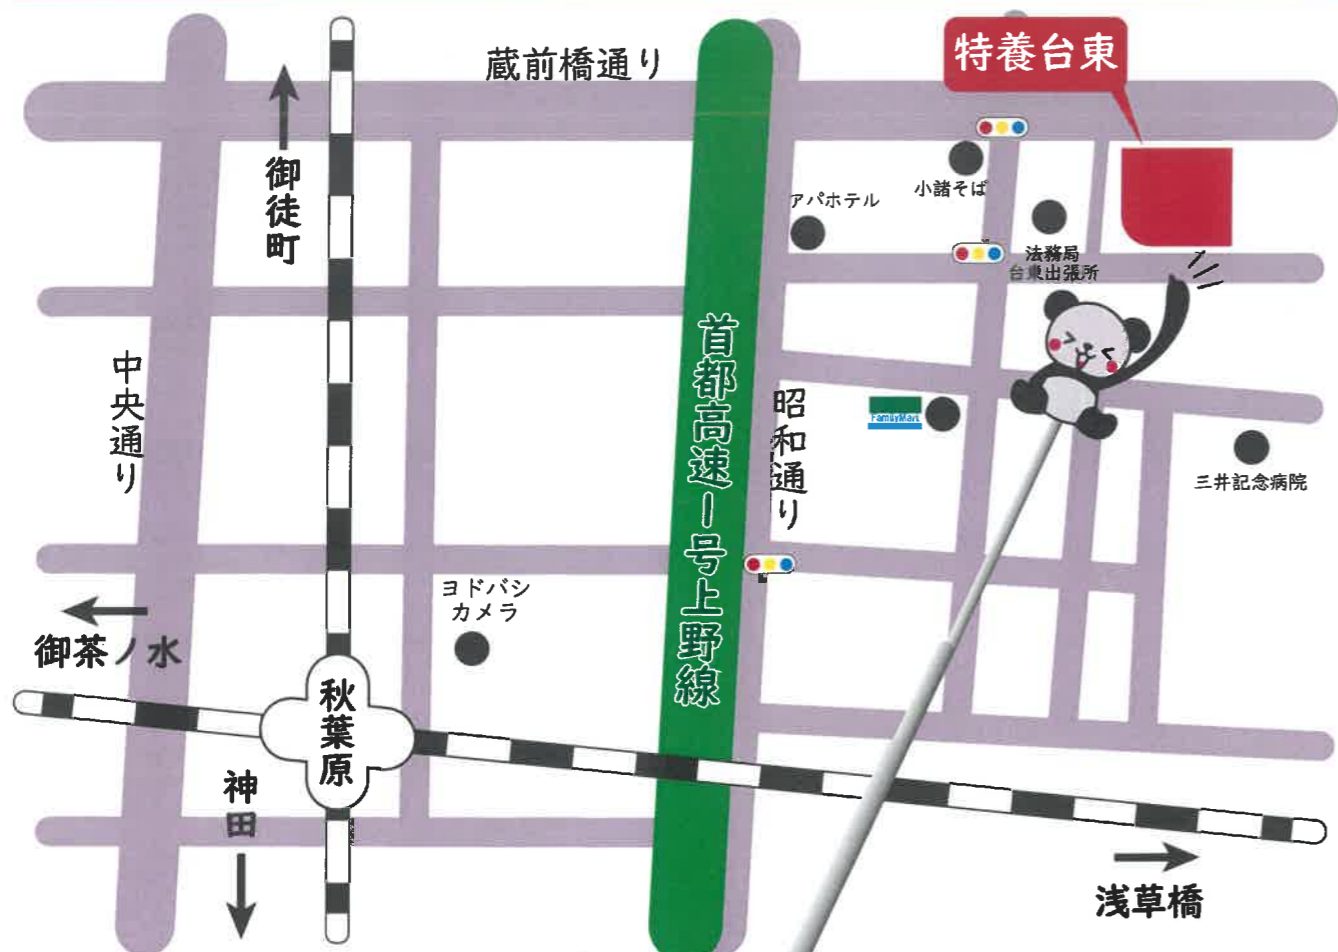 蔵前橋通り
特養台東
御徒町
小諸そば
アパホテル
法務局
台東出張所
首都高速1号上野線
中央通り
昭和通り
FamilyMart
三井記念病院
ヨドバシ
カメラ
御茶ノ水
秋葉原
神田
浅草橋